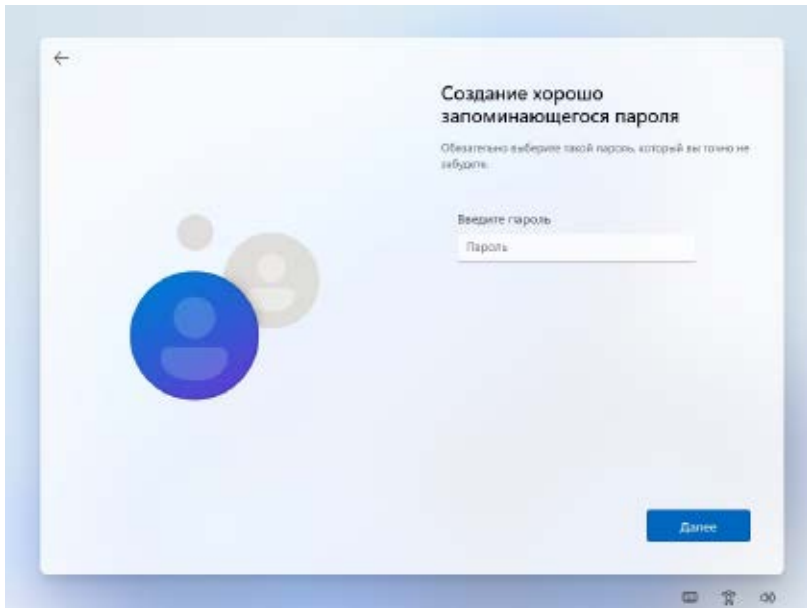 Создание хорошо
запоминающегося пароля
Обязательно выберите такой пароль, который вы точно не
забудете.
Введите пароль
Пароль
Далее